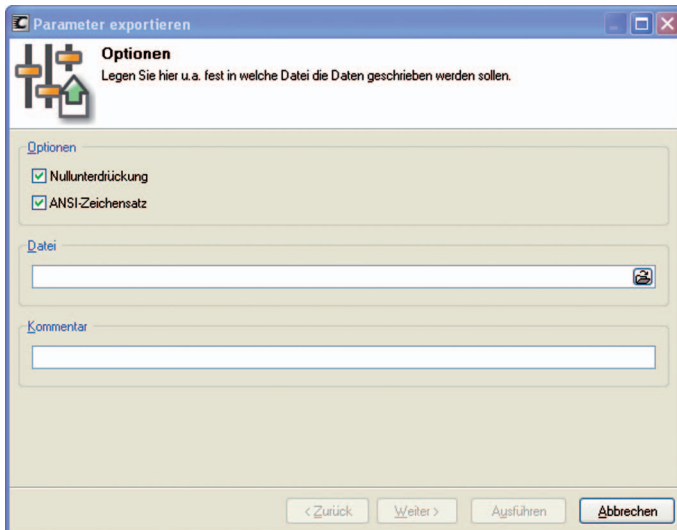 Parameter exportieren
Optionen
Legen Sie hier u.a. fest in welche Datei die Daten geschrieben werden sollen.
Optionen
Nullunterdrückung
ANSI-Zeichensatz
Datei
Kommentar
< Zurück
Weiter >
Ausführen
Abbrechen